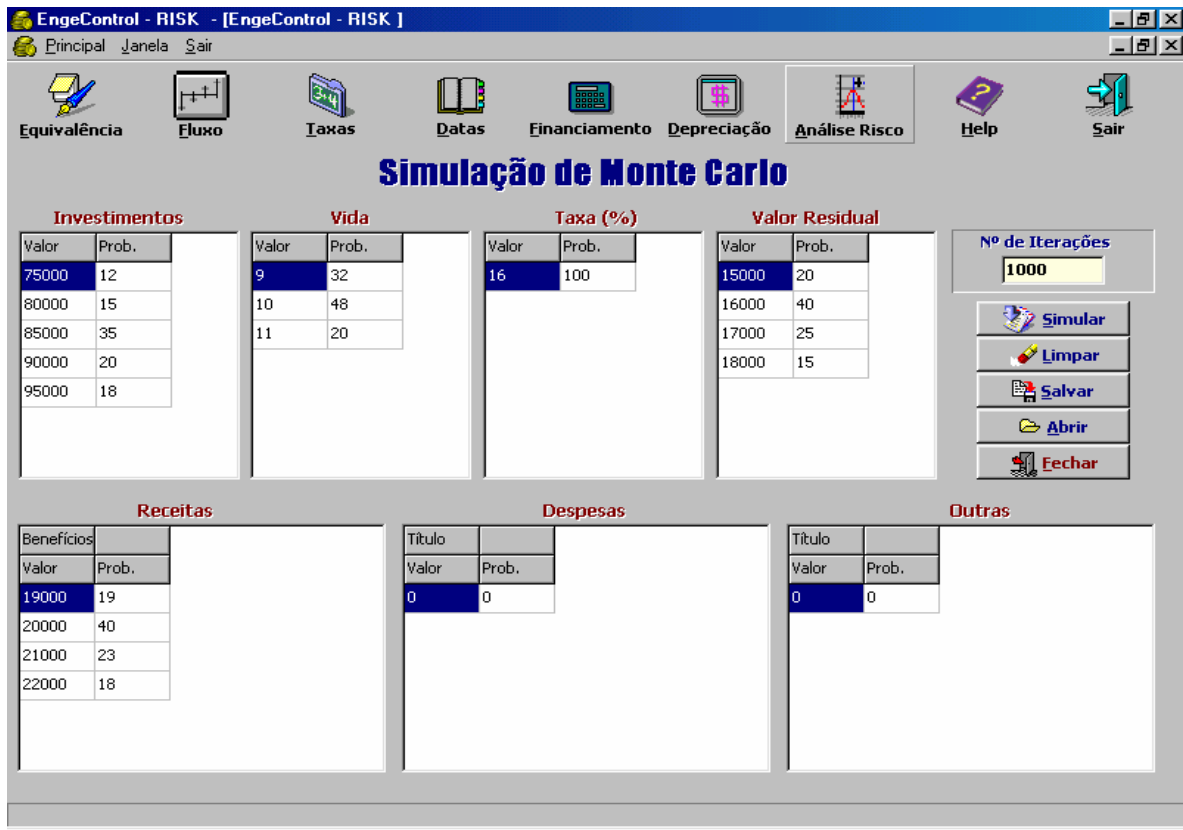 EngeControl - RISK - [EngeControl - RISK ]
Principal Janela Sair
Equivalência Fluxo Taxas Datas Financiamento Depreciação Análise Risco Help Sair
Simulação de Monte Carlo
Investimentos Vida Taxa (%) Valor Residual
Nº de Iterações
Valor Prob. Valor Prob. Valor Prob. Valor Prob.
1000
75000 12 9 32 16 100 15000 20
80000 15 10 48 16000 40
Simular
85000 35 11 20 17000 25
Limpar
90000 20 18000 15
Salvar
95000 18
Abrir
Fechar
Receitas Despesas Outras
Benefícios Título Título
Valor Prob. Valor Prob. Valor Prob.
19000 19 0 0 0 0
20000 40
21000 23
22000 18